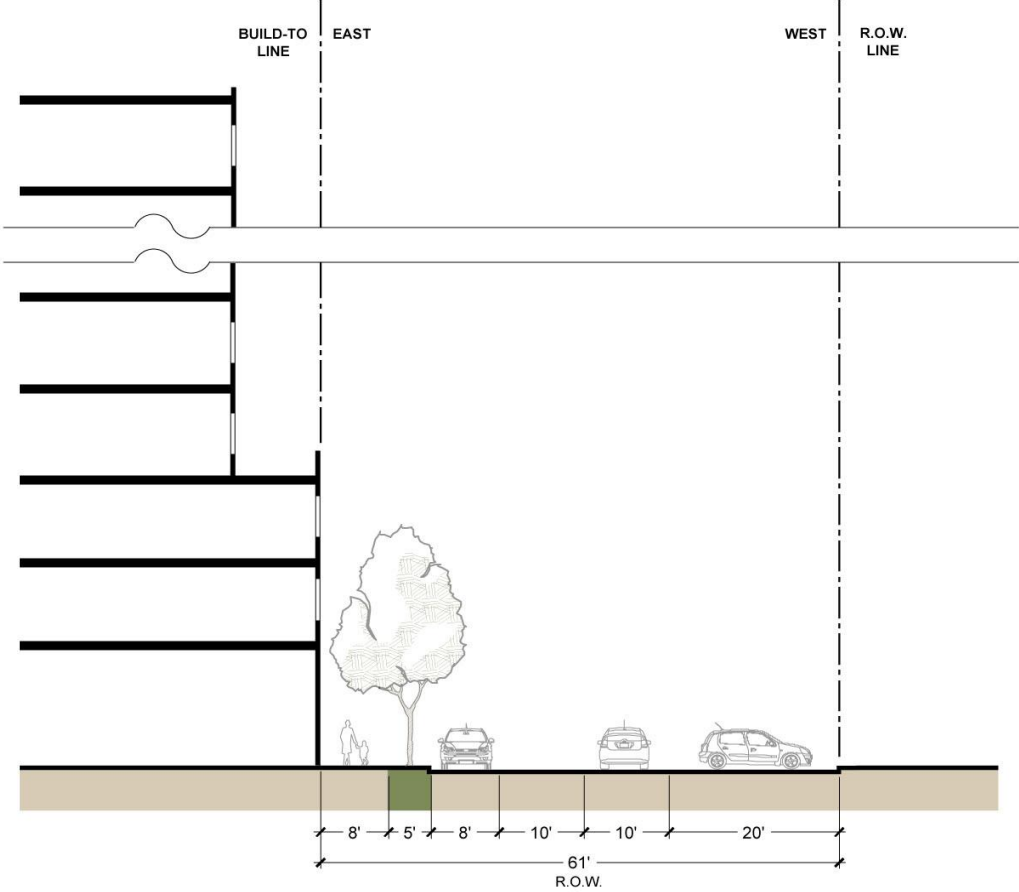 BUILD-TO
LINE
EAST
WEST
R.O.W.
LINE
8'
5'
8'
10'
10'
20'
61'
R.O.W.